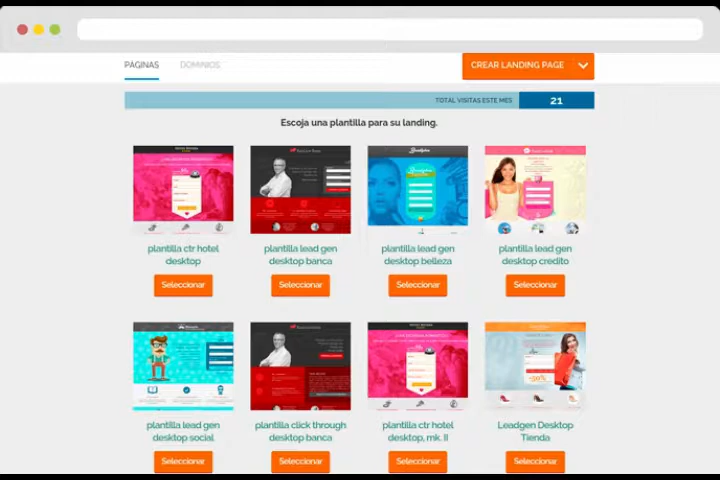 PÁGINAS DOMINIOS
CREAR LANDING PAGE
TOTAL VISITAS ESTE MES 21
Escoja una plantilla para su landing.
plantilla ctr hotel
desktop
Seleccionar
plantilla lead gen
desktop banca
Seleccionar
plantilla lead gen
desktop belleza
Seleccionar
plantilla lead gen
desktop credito
Seleccionar
-50%
plantilla lead gen
desktop social
Seleccionar
plantilla click through
desktop banca
Seleccionar
plantilla ctr hotel
desktop, mk. II
Seleccionar
Leadgen Desktop
Tienda
Seleccionar